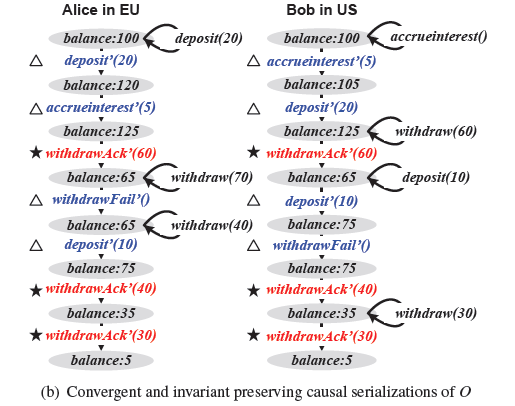 Alice in EU
balance:100 deposit(20)
△ deposit'(20)
balance:120
△ accrueinterest'(5)
balance:125
★ withdrawAck'(60)
balance:65 withdraw(70)
△ withdrawFail'()
balance:65 withdraw(40)
△ deposit'(10)
balance:75
★ withdrawAck'(40)
balance:35
★ withdrawAck'(30)
balance:5
Bob in US
balance:100 accrueinterest()
△ accrueinterest'(5)
balance:105
△ deposit'(20)
balance:125 withdraw(60)
★ withdrawAck'(60)
balance:65 deposit(10)
△ deposit'(10)
balance:75
△ withdrawFail'()
balance:75
★ withdrawAck'(40)
balance:35 withdraw(30)
★ withdrawAck'(30)
balance:5
(b) Convergent and invariant preserving causal serializations of O